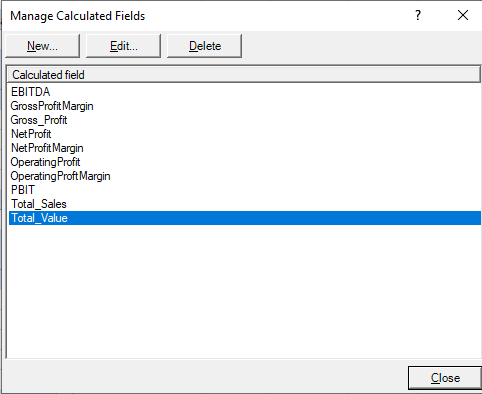 Manage Calculated Fields
?
New... Edit... Delete
Calculated field
EBITDA
GrossProfitMargin
Gross_Profit
NetProfit
NetProfitMargin
OperatingProfit
OperatingProftMargin
PBIT
Total_Sales
Total_Value
Close